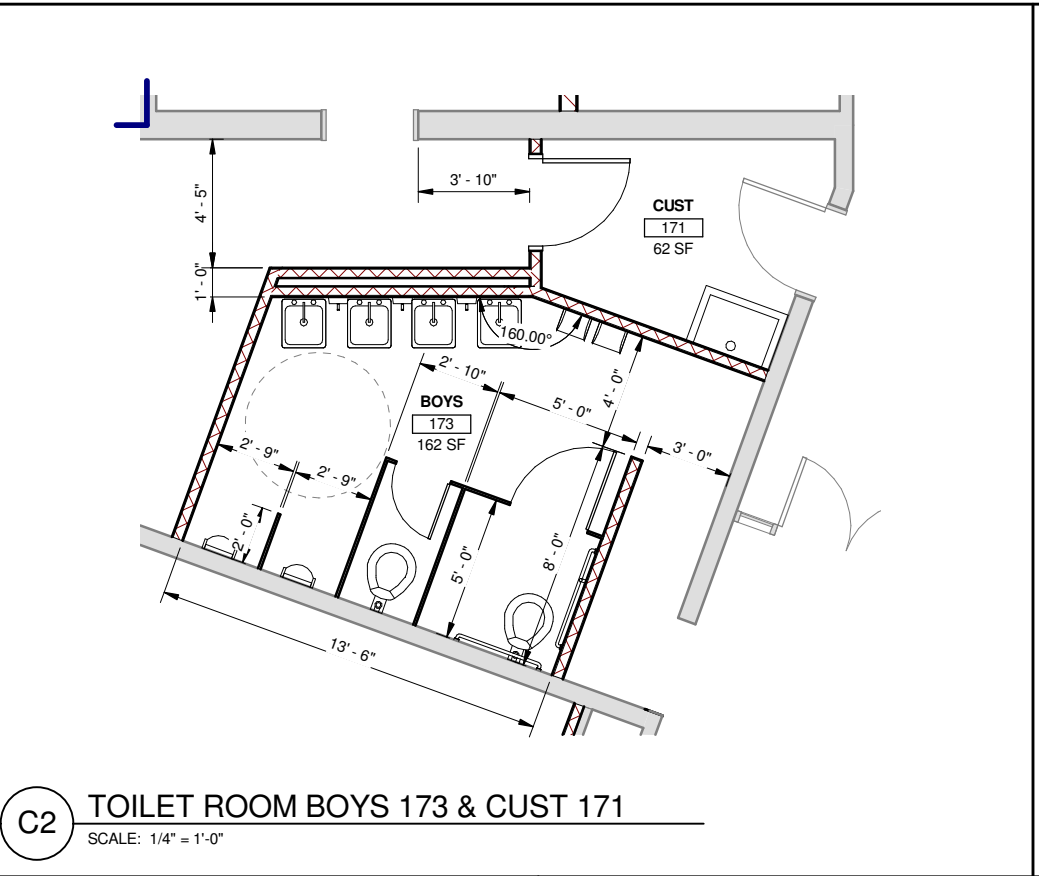 3' - 10"
4' - 5"
1' - 0"
CUST
171
62 SF
160.00°
2' - 10"
4' - 0"
5' - 0"
BOYS
173
162 SF
3' - 0"
2' - 9"
2' - 9"
2' - 0"
5' - 0"
8' - 0"
13' - 6"
C2
TOILET ROOM BOYS 173 & CUST 171
SCALE: 1/4" = 1'-0"